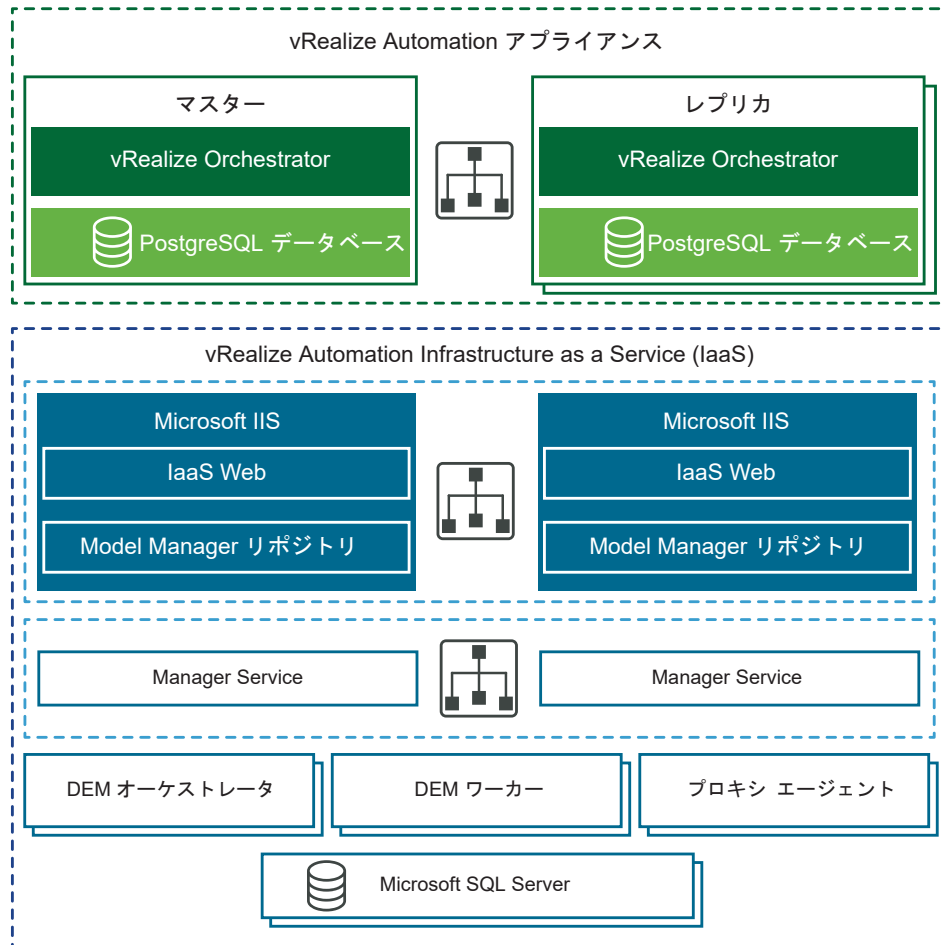 vRealize Automation アプライアンス
マスター
vRealize Orchestrator
PostgreSQL データベース
レプリカ
vRealize Orchestrator
PostgreSQL データベース
vRealize Automation Infrastructure as a Service (IaaS)
Microsoft IIS
IaaS Web
Model Manager リポジトリ
Microsoft IIS
IaaS Web
Model Manager リポジトリ
Manager Service
Manager Service
DEM オーケストレータ
DEM ワーカー
プロキシ エージェント
Microsoft SQL Server